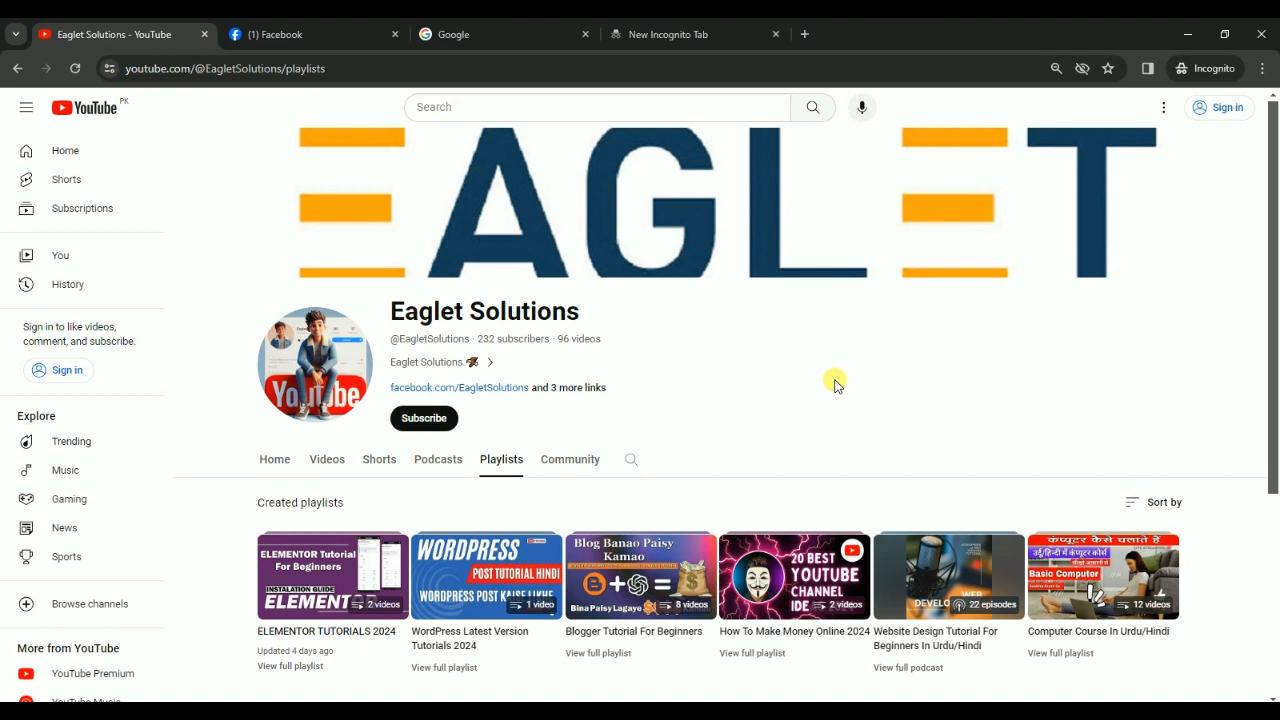 Eaglet Solutions - YouTube
(1) Facebook
Google
New Incognito Tab
youtube.com/@EagletSolutions/playlists
Incognito
YouTube PK
Search
Sign in
EAGLET
Home
Shorts
Subscriptions
You
History
Sign in to like videos,
comment, and subscribe.
Sign in
Explore
Trending
Music
Gaming
News
Sports
Browse channels
More from YouTube
YouTube Premium
YouTube Music
YouTube
Eaglet Solutions
@EagletSolutions · 232 subscribers · 96 videos
Eaglet Solutions.
facebook.com/EagletSolutions and 3 more links
Subscribe
Home Videos Shorts Podcasts Playlists Community
Created playlists
Sort by
ELEMENTOR Tutorial
For Beginners
INSTALATION GUIDE
ELEMENT
2 videos
ELEMENTOR TUTORIALS 2024
Updated 4 days ago
View full playlist
WORDPRESS
POST TUTORIAL HINDI
WORDPRESS POST KAISE LIKHE
1 video
WordPress Latest Version
Tutorials 2024
View full playlist
Blog Banao Paisy
Kamao
Bina Paisy Lagaye
8 videos
Blogger Tutorial For Beginners
View full playlist
20 BEST
YOUTUBE
CHANNEL
IDE
2 videos
How To Make Money Online 2024
View full playlist
DEVELO
22 episodes
Website Design Tutorial For
Beginners In Urdu/Hindi
View full podcast
कंप्यूटर कैसे चलाते हैं
उर्दू/हिन्दी में कंप्यूटर कोर्स
Basic Computer
12 videos
Computer Course In Urdu/Hindi
View full playlist